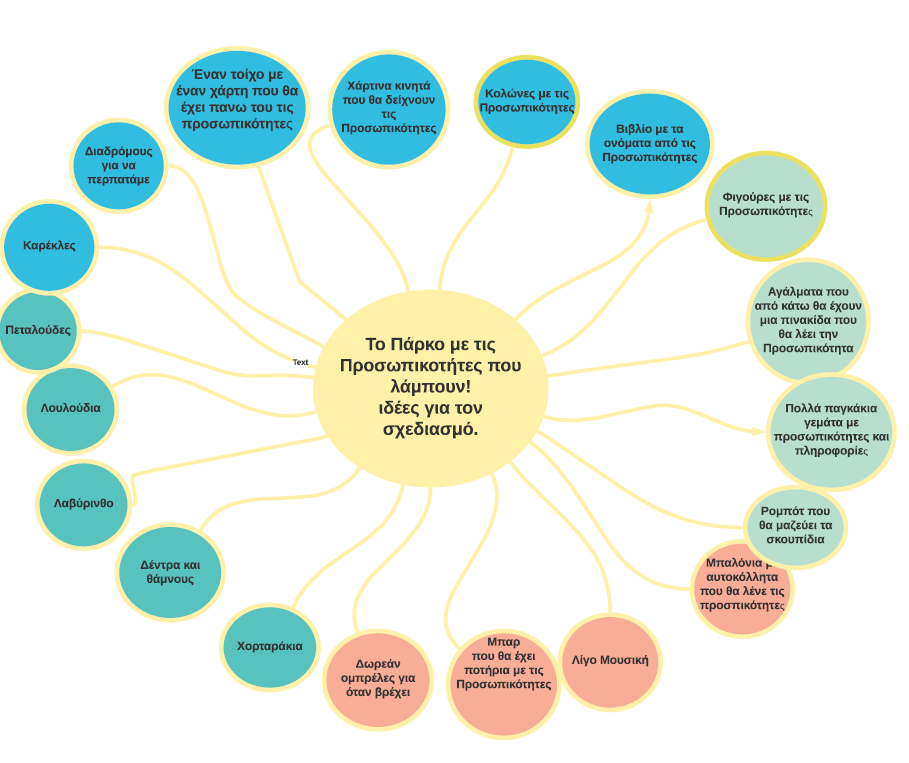 Έναν τοίχο με
έναν χάρτη που θα
έχει πανω του τις
προσωπικότητες
Χάρτινα κινητά
που θα δείχνουν
τις
Προσωπικότητες
Κολώνες με τις
Προσωπικότητες
Βιβλίο με τα
ονόματα από τις
Προσωπικότητες
Φιγούρες με τις
Προσωπικότητες
Αγάλματα που
από κάτω θα έχουν
μια πινακίδα που
θα λέει την
Προσωπικότητα
Πολλά παγκάκια
γεμάτα με
προσωπικότητες και
πληροφορίες
Ρομπότ που
θα μαζεύει τα
σκουπίδια
Μπαλόνια
αυτοκόλλητα
που θα λένε τις
προσπικότητες
Λίγο Μουσική
Μπαρ
που θα έχει
ποτήρια με τις
Προσωπικότητες
Δωρεάν
ομπρέλες για
όταν βρέχει
Χορταράκια
Δέντρα και
θάμνους
Λαβύρινθο
Λουλούδια
Πεταλούδες
Καρέκλες
Διαδρόμους
για να
περπατάμε
Text
Το Πάρκο με τις
Προσωπικοτήτες που
λάμπουν!
ιδέες για τον
σχεδιασμό.